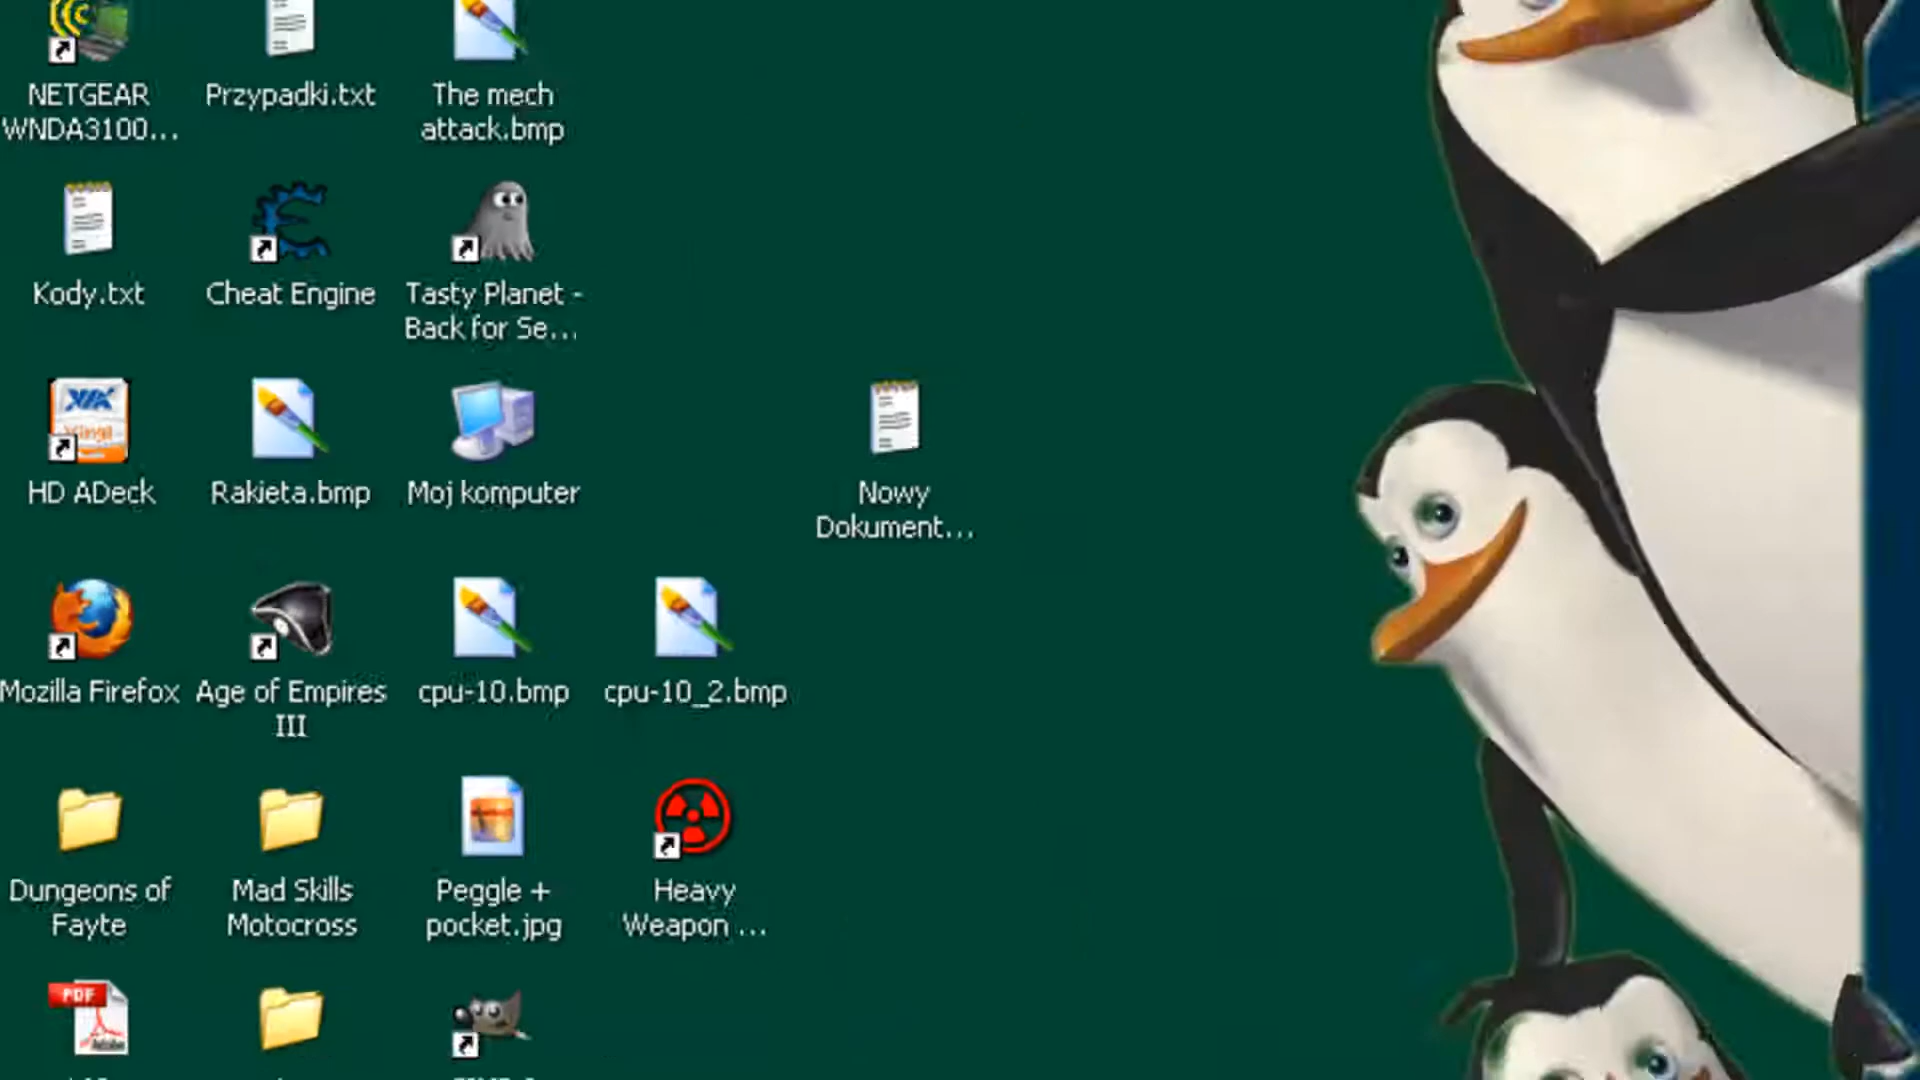 NETGEAR
WNDA3100...
Przypadki.txt
The mech
attack.bmp
Kody.txt
Cheat Engine
Tasty Planet -
Back for Se...
HD ADeck
Rakieta.bmp
Moj komputer
Nowy
Dokument...
Mozilla Firefox
Age of Empires
III
cpu-10.bmp
cpu-10_2.bmp
Dungeons of
Fayte
Mad Skills
Motocross
Peggle +
pocket.jpg
Heavy
Weapon ...
PDF
Adobe